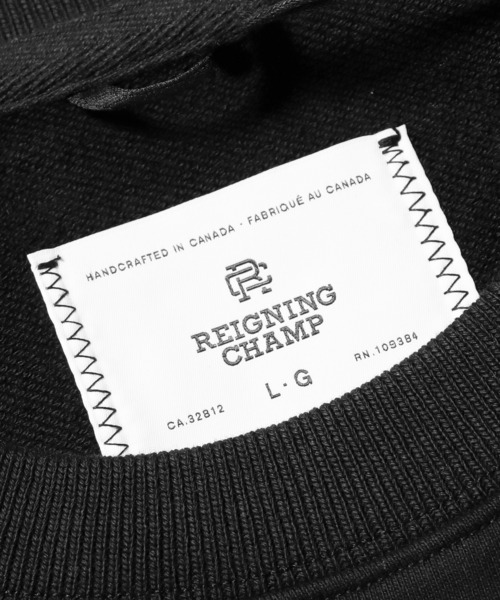 HANDCRAFTED IN CANADA - FABRIQUÉ AU CANADA
RC
REIGNING
CHAMP
L·G
CA.32812 RN.109384